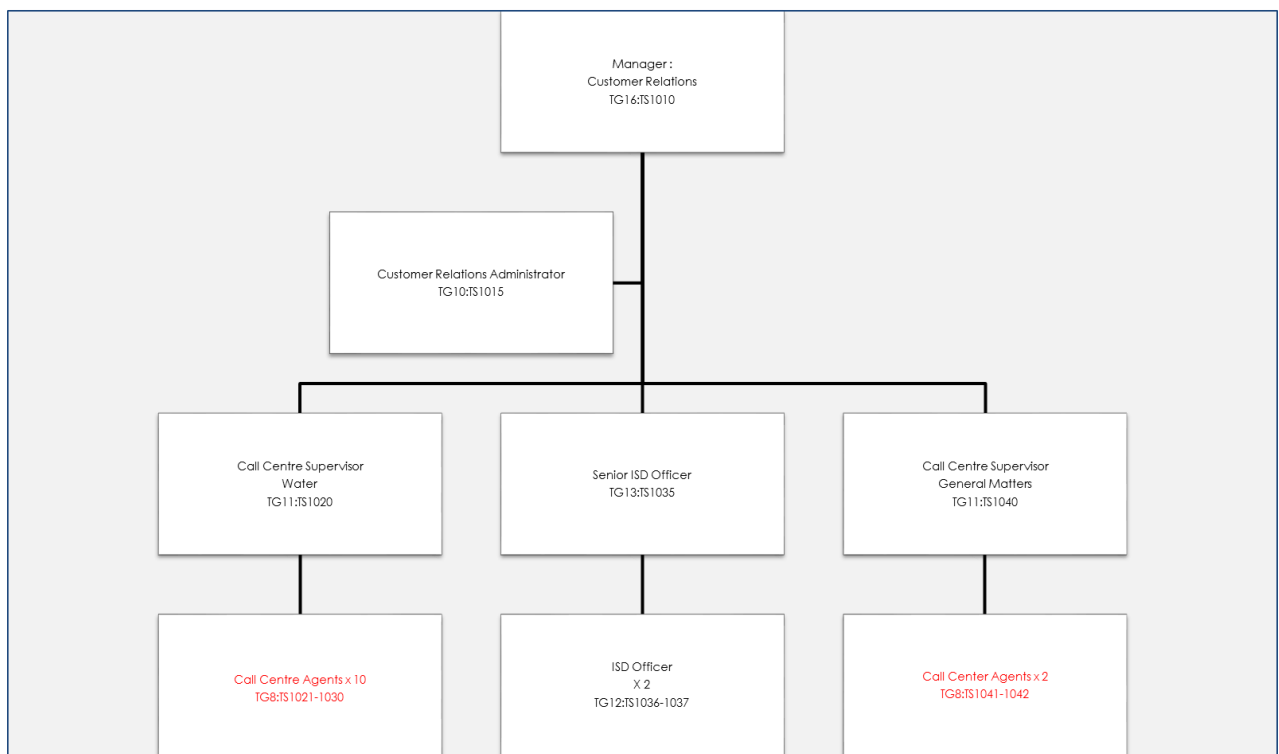 Manager :
Customer Relations
TG16:TS1010
Customer Relations Administrator
TG10:TS1015
Call Centre Supervisor
Water
TG11:TS1020
Senior ISD Officer
TG13:TS1035
Call Centre Supervisor
General Matters
TG11:TS1040
Call Centre Agents x 10
TG8:TS1021-1030
ISD Officer
X 2
TG12:TS1036-1037
Call Center Agents x 2
TG8:TS1041-1042